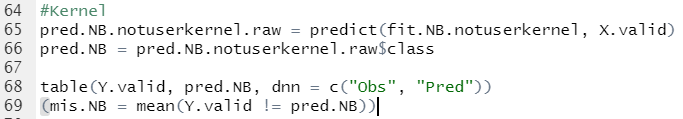 64 #Kernel
65 pred.NB.notuserkernel.raw = predict(fit.NB.notuserkernel, X.valid)
66 pred.NB = pred.NB.notuserkernel.raw$class
67
68 table(Y.valid, pred.NB, dnn = c("Obs", "Pred"))
69 (mis.NB = mean(Y.valid != pred.NB))